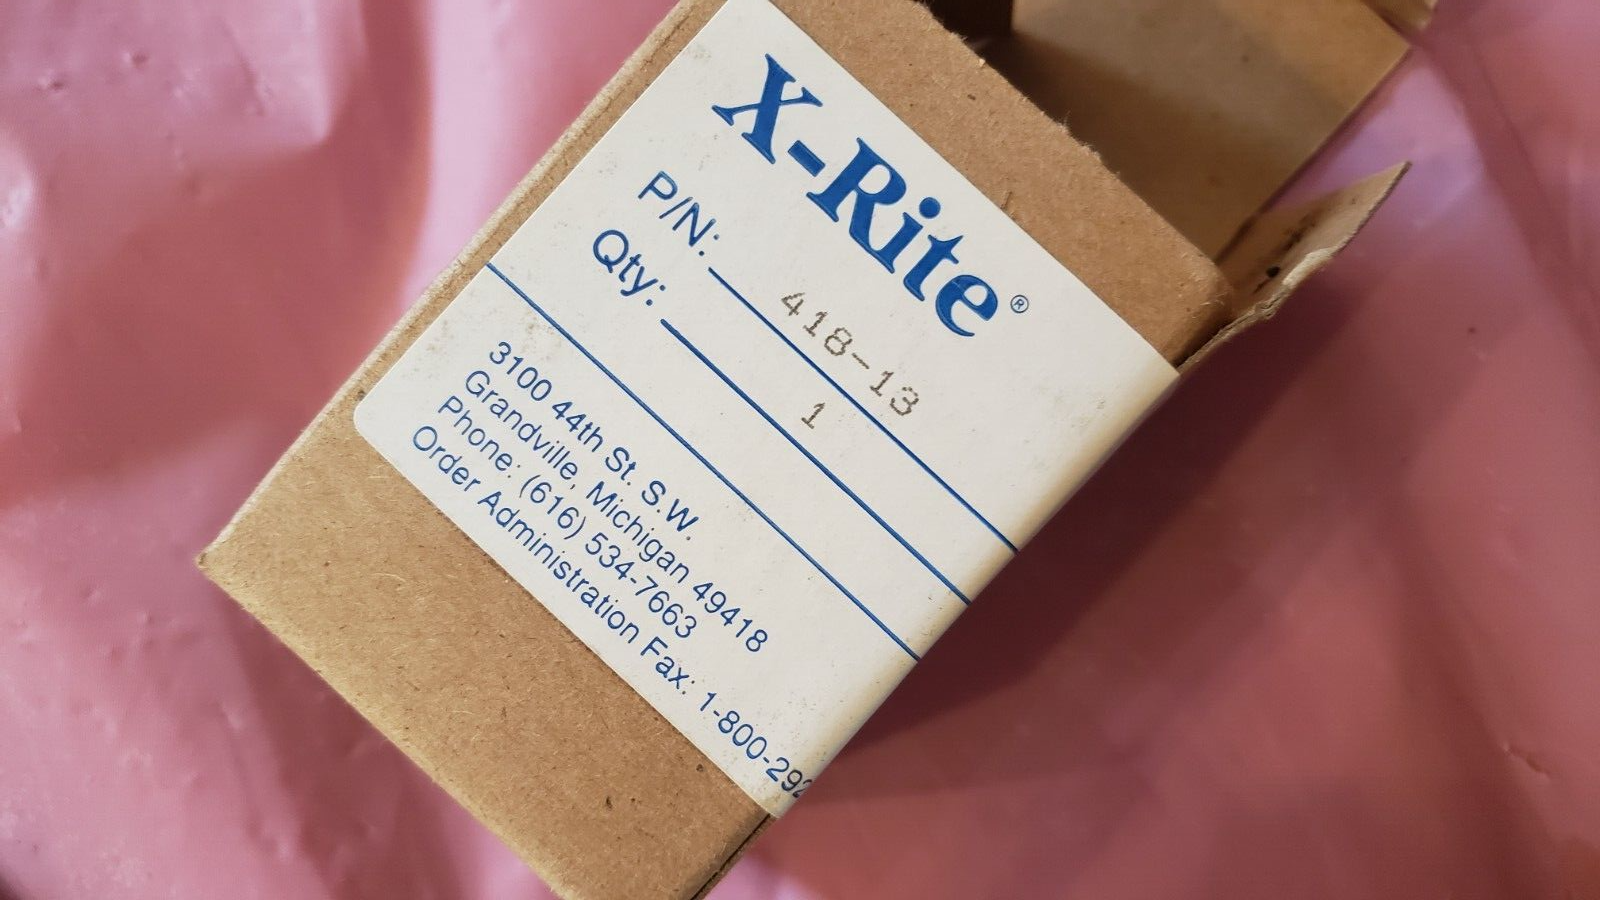 X-Rite®
P/N: 418-13
Qty: 1
3100 44th St. S.W.
Grandville, Michigan 49418
Phone: (616) 534-7663
Order Administration Fax: 1-800-292